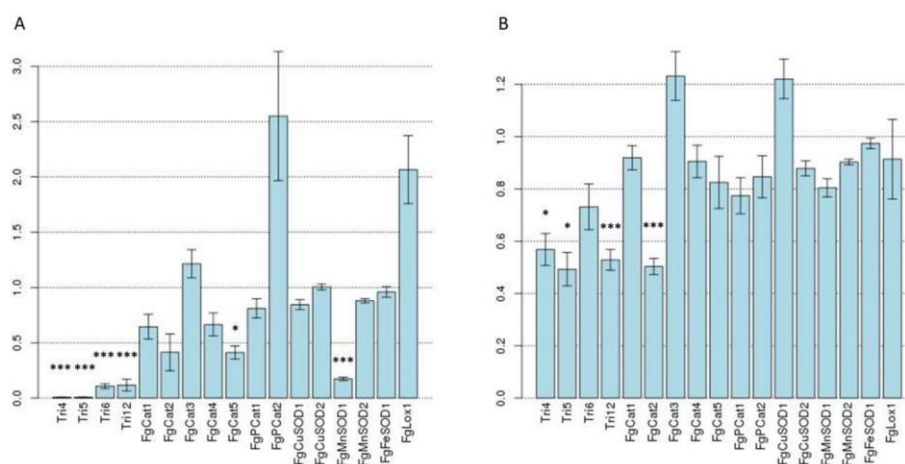 A
3.0
2.5
2.0
1.5
1.0
0.5
0.0
*** *** *** *** * ***
Tri4 Tri5 Tri6 Tri12 FgCat1 FgCat2 FgCat3 FgCat4 FgCat5 FgPCat1 FgPCat2 FgCuSOD1 FgCuSOD2 FgMnSOD1 FgMnSOD2 FgFeSOD1 FgLox1
B
1.2
1.0
0.8
0.6
0.4
0.2
0.0
* * *** ***
Tri4 Tri5 Tri6 Tri12 FgCat1 FgCat2 FgCat3 FgCat4 FgCat5 FgPCat1 FgPCat2 FgCuSOD1 FgCuSOD2 FgMnSOD1 FgMnSOD2 FgFeSOD1 FgLox1